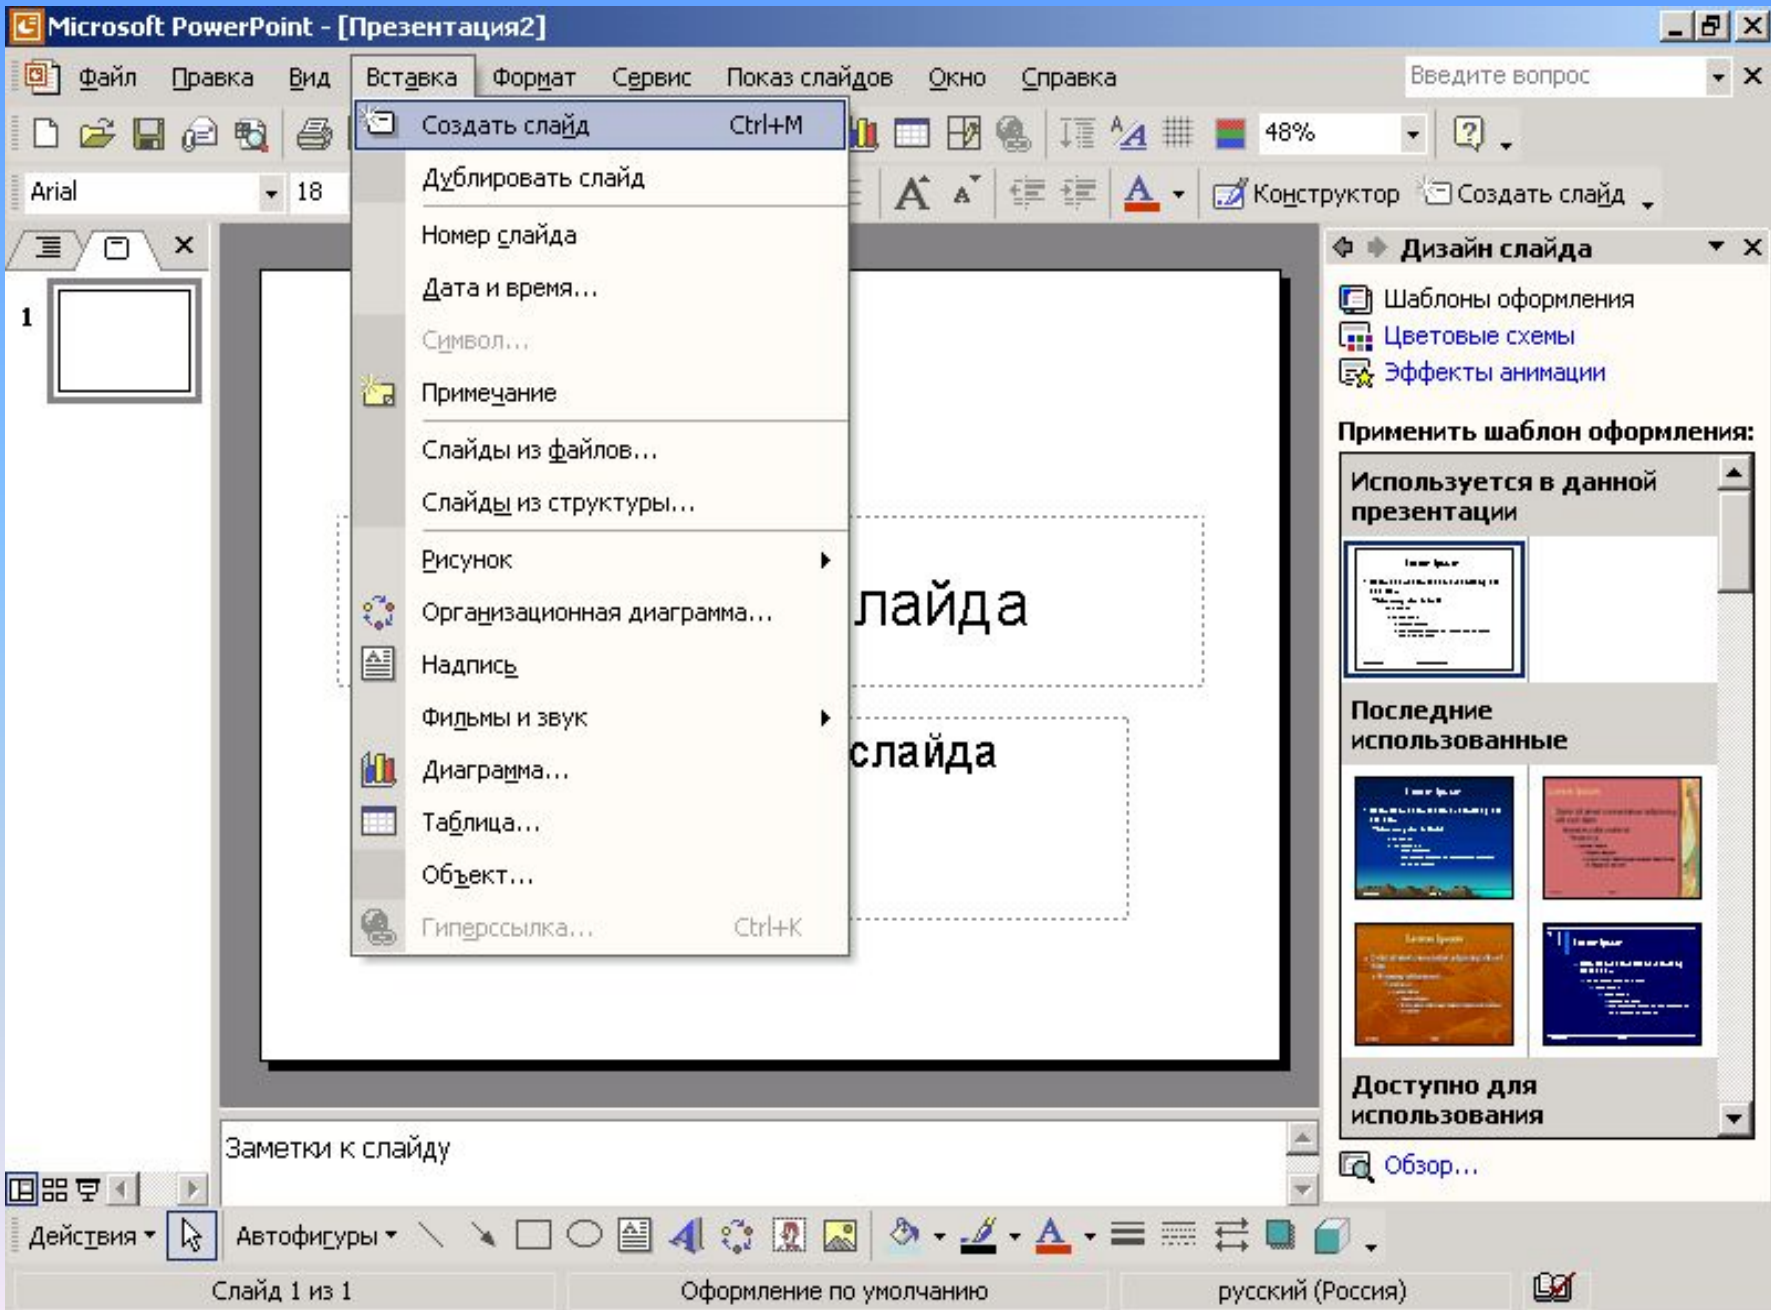 Microsoft PowerPoint - [Презентация2]
Файл Правка Вид Вставка Формат Сервис Показ слайдов Окно Справка Введите вопрос
Создать слайд Ctrl+M
48%
Arial 18
Конструктор Создать слайд
Дублировать слайд
Номер слайда
Дата и время...
Символ...
Примечание
Слайды из файлов...
Слайды из структуры...
Рисунок
Организационная диаграмма...
Надпись
Фильмы и звук
Диаграмма...
Таблица...
Объект...
Гиперссылка... Ctrl+K
1
лайда
слайда
Дизайн слайда
Шаблоны оформления
Цветовые схемы
Эффекты анимации
Применить шаблон оформления:
Используется в данной
презентации
Последние
использованные
Доступно для
использования
Обзор...
Заметки к слайду
Действия Автофигуры
Слайд 1 из 1 Оформление по умолчанию русский (Россия)